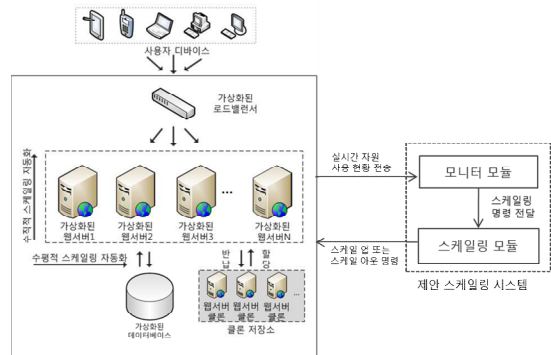 사용자 디바이스
가상화된
로드밸런서
수직적 스케일링 자동화
가상화된
웹서버1
가상화된
웹서버2
가상화된
웹서버3
...
가상화된
웹서버N
수평적 스케일링 자동화
반납
할당
가상화된
데이터베이스
웹서버
클론
웹서버
클론
웹서버
클론
...
클론 저장소
실시간 자원
사용 현황 전송
모니터 모듈
스케일링
명령 전달
스케일 업 또는
스케일 아웃 명령
스케일링 모듈
제안 스케일링 시스템